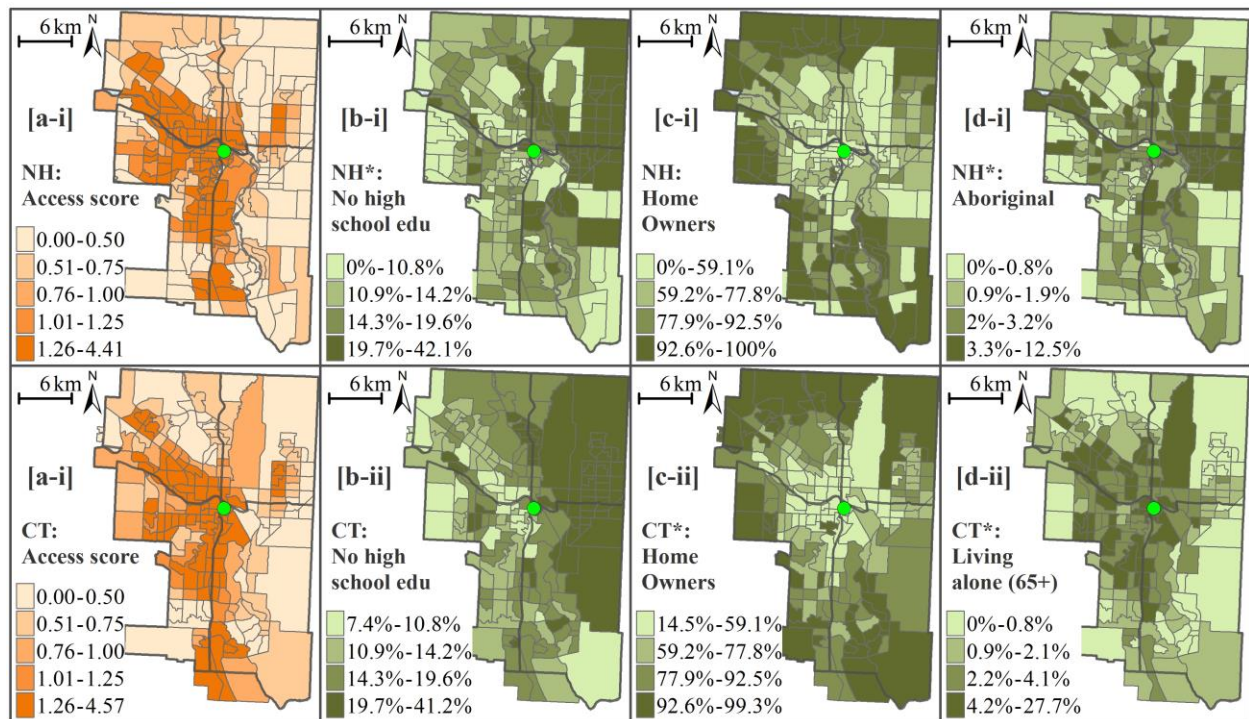 6 km
N
[a-i]
NH:
Access score
0.00-0.50
0.51-0.75
0.76-1.00
1.01-1.25
1.26-4.41
6 km
N
[b-i]
NH*:
No high
school edu
0%-10.8%
10.9%-14.2%
14.3%-19.6%
19.7%-42.1%
6 km
N
[c-i]
NH:
Home
Owners
0%-59.1%
59.2%-77.8%
77.9%-92.5%
92.6%-100%
6 km
N
[d-i]
NH*:
Aboriginal
0%-0.8%
0.9%-1.9%
2%-3.2%
3.3%-12.5%
6 km
N
[a-i]
CT:
Access score
0.00-0.50
0.51-0.75
0.76-1.00
1.01-1.25
1.26-4.57
6 km
N
[b-ii]
CT:
No high
school edu
7.4%-10.8%
10.9%-14.2%
14.3%-19.6%
19.7%-41.2%
6 km
N
[c-ii]
CT*:
Home
Owners
14.5%-59.1%
59.2%-77.8%
77.9%-92.5%
92.6%-99.3%
6 km
N
[d-ii]
CT*:
Living
alone (65+)
0%-0.8%
0.9%-2.1%
2.2%-4.1%
4.2%-27.7%